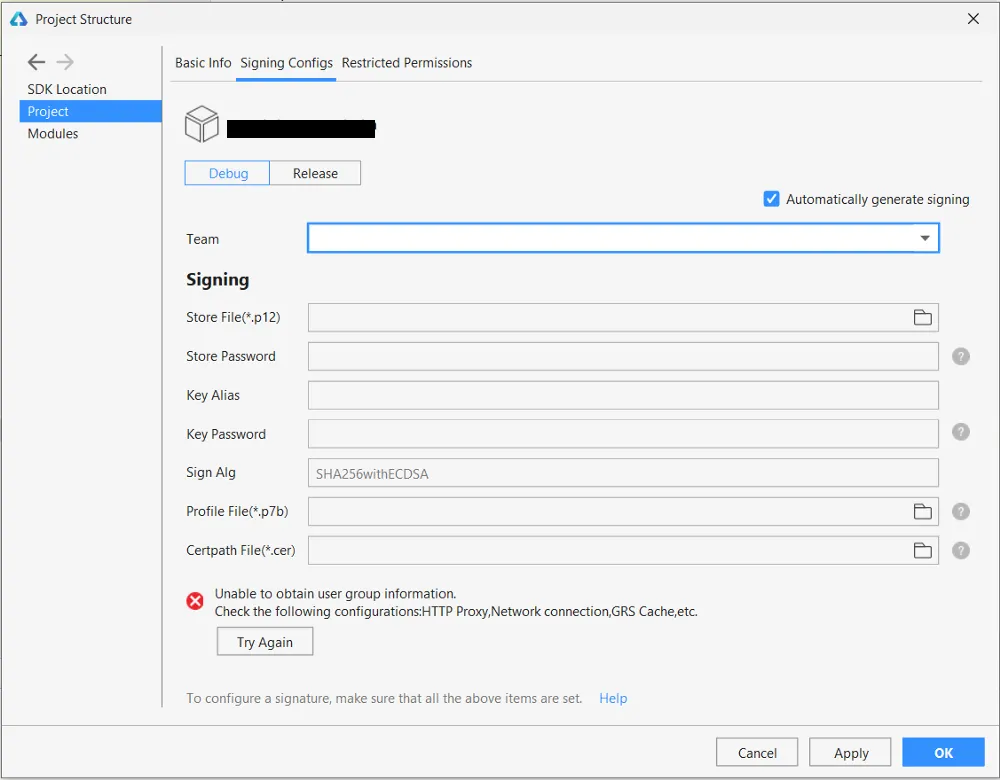 Project Structure
SDK Location
Project
Modules
Basic Info Signing Configs Restricted Permissions
Debug Release
Automatically generate signing
Team
Signing
Store File(*.p12)
Store Password ?
Key Alias
Key Password ?
Sign Alg SHA256withECDSA
Profile File(*.p7b) ?
Certpath File(*.cer) ?
Unable to obtain user group information.
Check the following configurations:HTTP Proxy,Network connection,GRS Cache,etc.
Try Again
To configure a signature, make sure that all the above items are set. Help
Cancel Apply OK